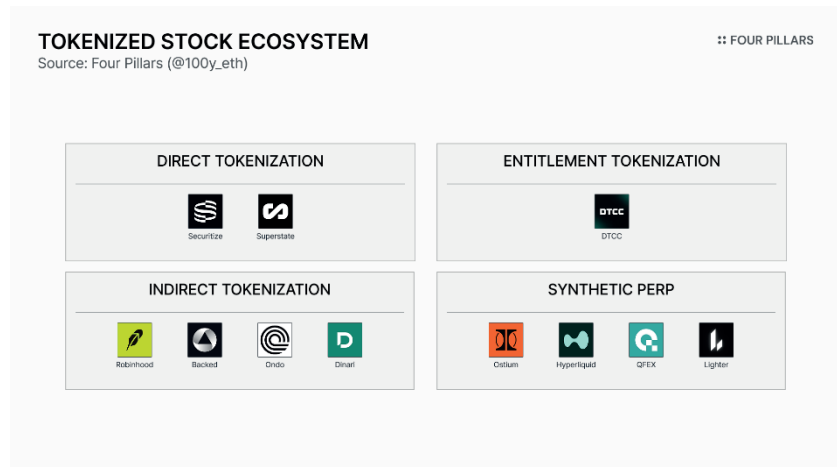 TOKENIZED STOCK ECOSYSTEM
Source: Four Pillars (@100y_eth)
FOUR PILLARS
DIRECT TOKENIZATION
Securitize
Superstate
ENTITLEMENT TOKENIZATION
DTCC
DTCC
INDIRECT TOKENIZATION
Robinhood
Backed
Ondo
Dinari
SYNTHETIC PERP
Ostium
Hyperliquid
QFEX
Lighter